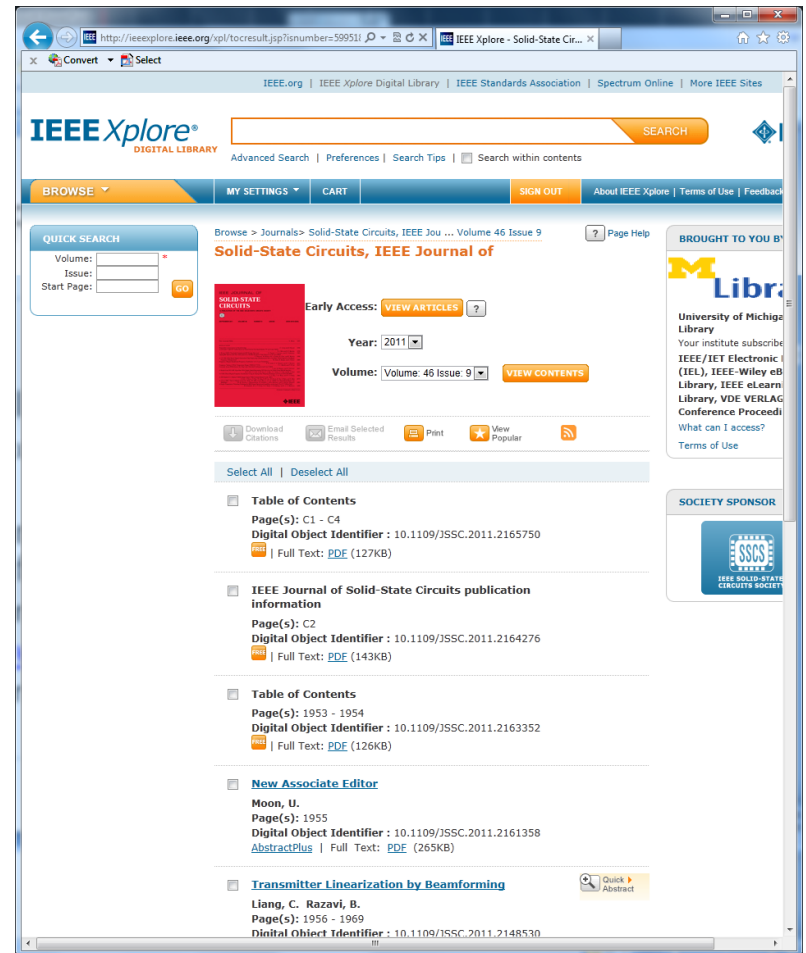 http://ieeexplore.ieee.org/xpl/tocresult.jsp?isnumber=59951
IEEE Xplore - Solid-State Cir...
x Convert Select
IEEE.org | IEEE Xplore Digital Library | IEEE Standards Association | Spectrum Online | More IEEE Sites
IEEE Xplore®
DIGITAL LIBRARY
SEARCH
Advanced Search | Preferences | Search Tips | Search within contents
BROWSE MY SETTINGS CART SIGN OUT About IEEE Xplore | Terms of Use | Feedback
QUICK SEARCH
Volume: *
Issue:
Start Page: GO
Browse > Journals> Solid-State Circuits, IEEE Jou ... Volume 46 Issue 9
? Page Help
Solid-State Circuits, IEEE Journal of
SOLID-STATE
CIRCUITS
Early Access: VIEW ARTICLES ?
Year: 2011
Volume: Volume: 46 Issue: 9 VIEW CONTENTS
Download Citations
Email Selected Results
Print
View Popular
Select All | Deselect All
Table of Contents
Page(s): C1 - C4
Digital Object Identifier : 10.1109/JSSC.2011.2165750
FREE | Full Text: PDF (127KB)
IEEE Journal of Solid-State Circuits publication
information
Page(s): C2
Digital Object Identifier : 10.1109/JSSC.2011.2164276
FREE | Full Text: PDF (143KB)
Table of Contents
Page(s): 1953 - 1954
Digital Object Identifier : 10.1109/JSSC.2011.2163352
FREE | Full Text: PDF (126KB)
New Associate Editor
Moon, U.
Page(s): 1955
Digital Object Identifier : 10.1109/JSSC.2011.2161358
AbstractPlus | Full Text: PDF (265KB)
Transmitter Linearization by Beamforming
Quick Abstract
Liang, C. Razavi, B.
Page(s): 1956 - 1969
Digital Object Identifier : 10.1109/JSSC.2011.2148530
BROUGHT TO YOU B
M
Libr
University of Michiga
Library
Your institute subscribe
IEEE/IET Electronic
(IEL), IEEE-Wiley eB
Library, IEEE eLearn
Library, VDE VERLAG
Conference Proceedi
What can I access?
Terms of Use
SOCIETY SPONSOR
SSCS
IEEE SOLID-STATE
CIRCUITS SOCIETY